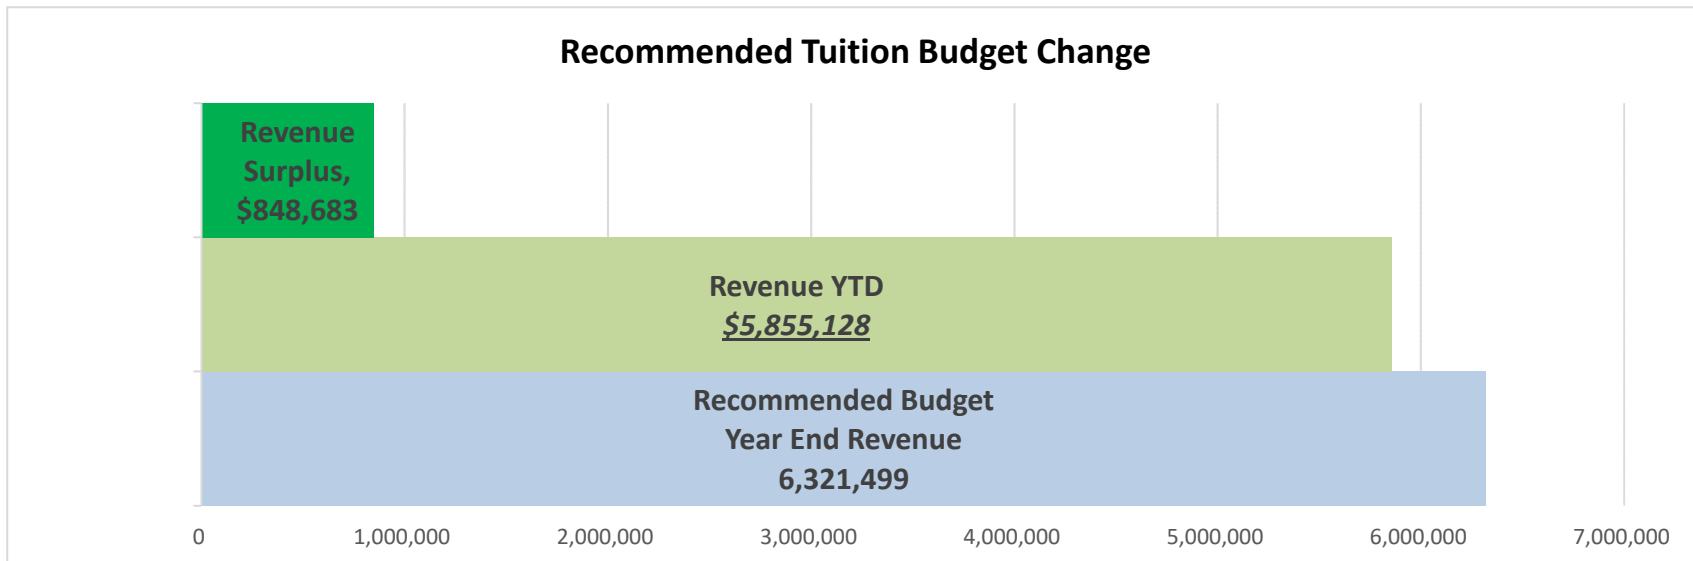 Recommended Tuition Budget Change
Revenue
Surplus,
$848,683
Revenue YTD
$5,855,128
Recommended Budget
Year End Revenue
6,321,499
0
1,000,000
2,000,000
3,000,000
4,000,000
5,000,000
6,000,000
7,000,000